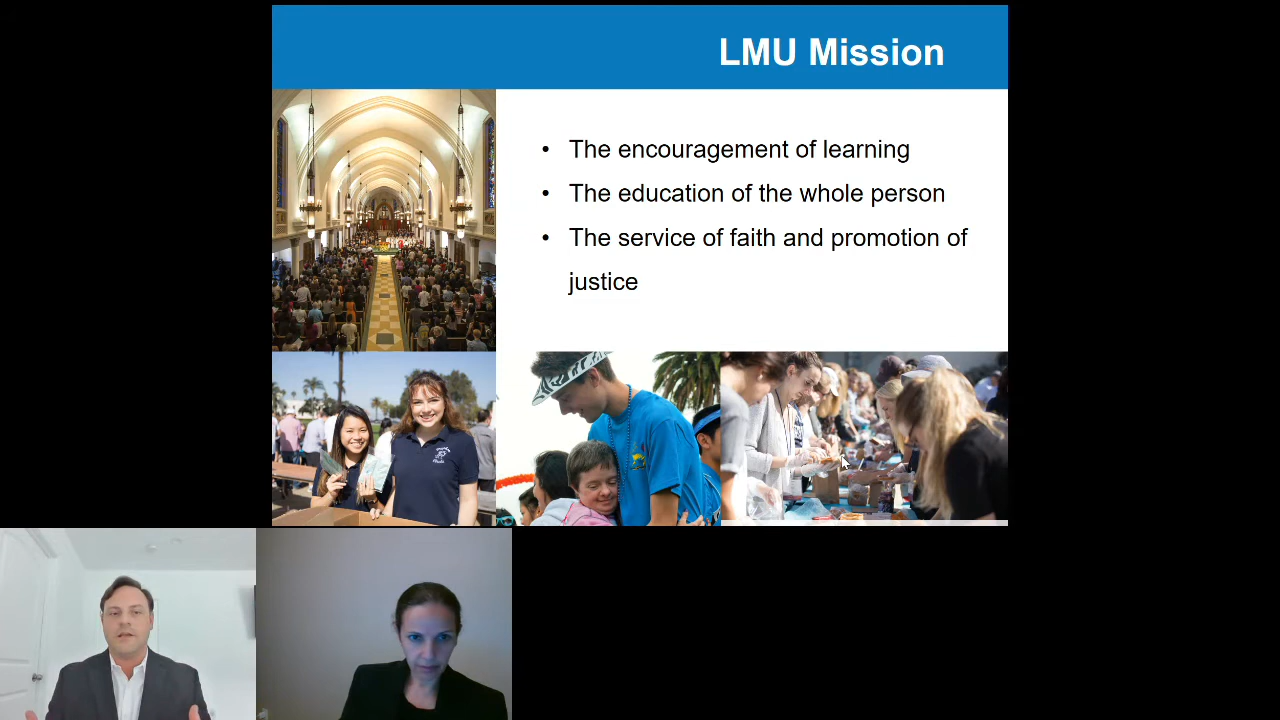 LMU Mission
• The encouragement of learning
• The education of the whole person
• The service of faith and promotion of
justice